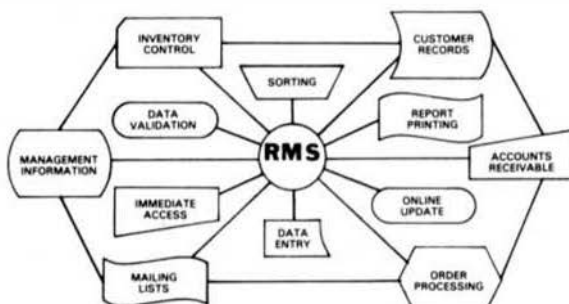 INVENTORY
CONTROL
CUSTOMER
RECORDS
SORTING
DATA
VALIDATION
REPORT
PRINTING
RMS
MANAGEMENT
INFORMATION
ACCOUNTS
RECEIVABLE
IMMEDIATE
ACCESS
ONLINE
UPDATE
DATA
ENTRY
MAILING
LISTS
ORDER
PROCESSING